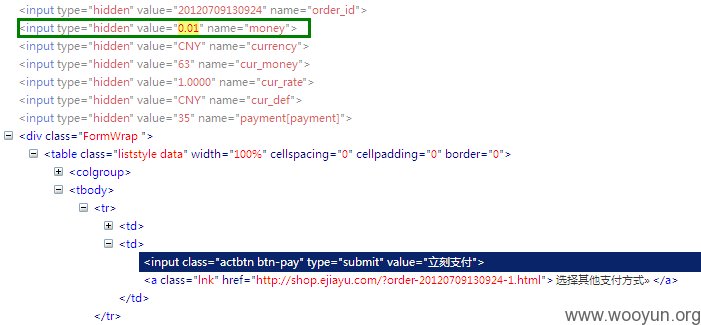 <input type="hidden" value="20120709130924" name="order_id">
<input type="hidden" value="0.01" name="money">
<input type="hidden" value="CNY" name="currency">
<input type="hidden" value="63" name="cur_money">
<input type="hidden" value="1.0000" name="cur_rate">
<input type="hidden" value="CNY" name="cur_def">
<input type="hidden" value="35" name="payment[payment]">
<div class="FormWrap ">
<table class="liststyle data" width="100%" cellspacing="0" cellpadding="0" border="0">
<colgroup>
<tbody>
<tr>
<td>
<td>
<input class="actbtn btn-pay" type="submit" value="立刻支付">
<a class="lnk" href="http://shop.ejiayu.com/?order-20120709130924-1.html"> 选择其他支付方式» </a>
</td>
</tr>
www.wooyun.org